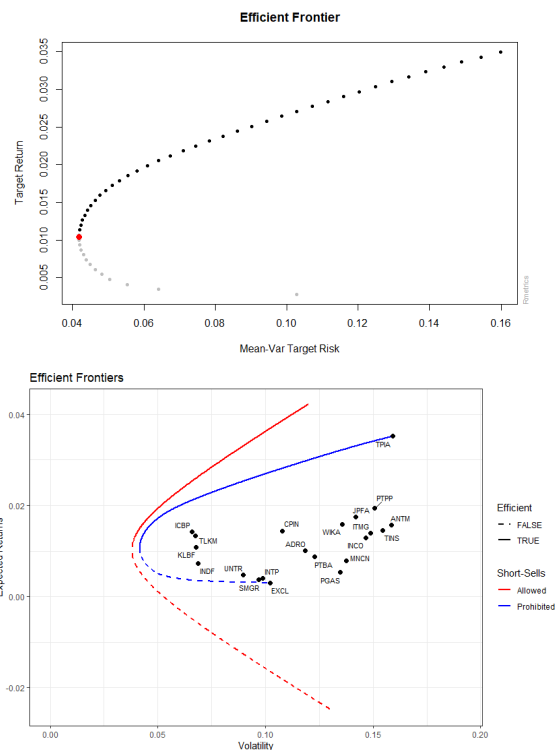 Efficient Frontier
0.035
0.030
0.025
0.020
0.015
0.010
0.005
Target Return
Rmetrics
0.04 0.06 0.08 0.10 0.12 0.14 0.16
Mean-Var Target Risk
Efficient Frontiers
0.04
0.02
0.00
-0.02
Expected Returns
TPIA
PTPP
JPFA
ANTM
ICBP
CPIN
WIKA
ITMG
TINS
TLKM
KLBF
ADRO
INCO
INDF
PTBA
MNCN
UNTR
INTP
PGAS
SMGR
EXCL
0.00 0.05 0.10 0.15 0.20
Volatility
Efficient
FALSE
TRUE
Short-Sells
Allowed
Prohibited